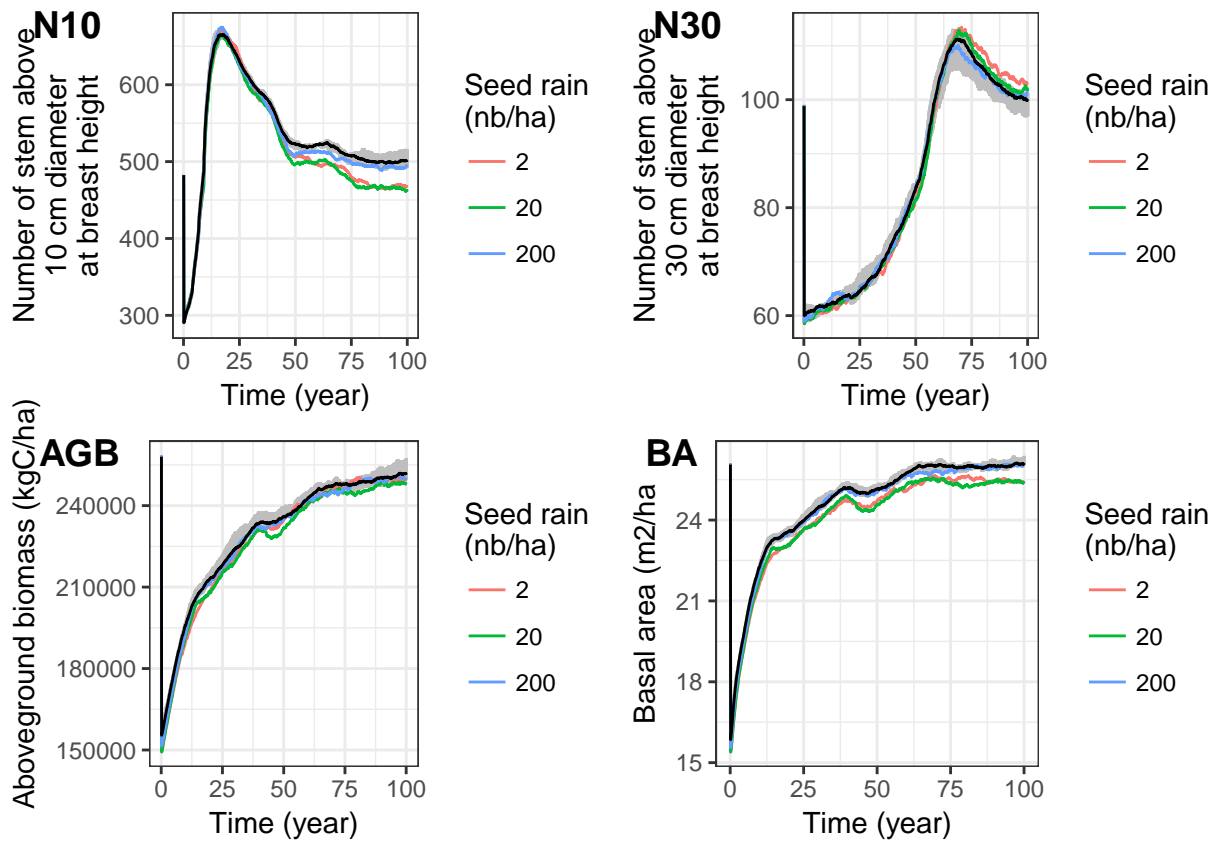 N10
Number of stem above
10 cm diameter
at breast height
600
500
400
300
0 25 50 75 100
Time (year)
Seed rain
(nb/ha)
2
20
200
N30
Number of stem above
30 cm diameter
at breast height
100
80
60
0 25 50 75 100
Time (year)
Seed rain
(nb/ha)
2
20
200
AGB
Aboveground biomass (kgC/ha)
240000
210000
180000
150000
0 25 50 75 100
Time (year)
Seed rain
(nb/ha)
2
20
200
BA
Basal area (m2/ha
24
21
18
15
0 25 50 75 100
Time (year)
Seed rain
(nb/ha)
2
20
200